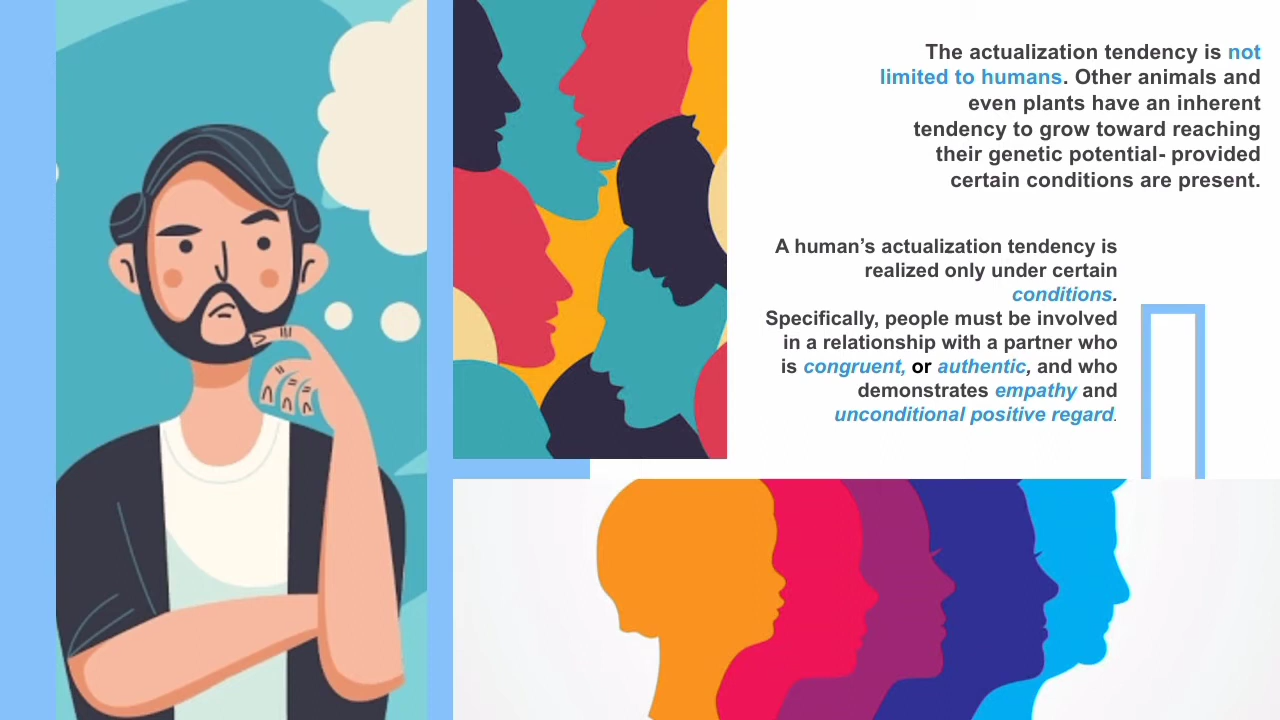 The actualization tendency is not
limited to humans. Other animals and
even plants have an inherent
tendency to grow toward reaching
their genetic potential- provided
certain conditions are present.
A human’s actualization tendency is
realized only under certain
conditions.
Specifically, people must be involved
in a relationship with a partner who
is congruent, or authentic, and who
demonstrates empathy and
unconditional positive regard.